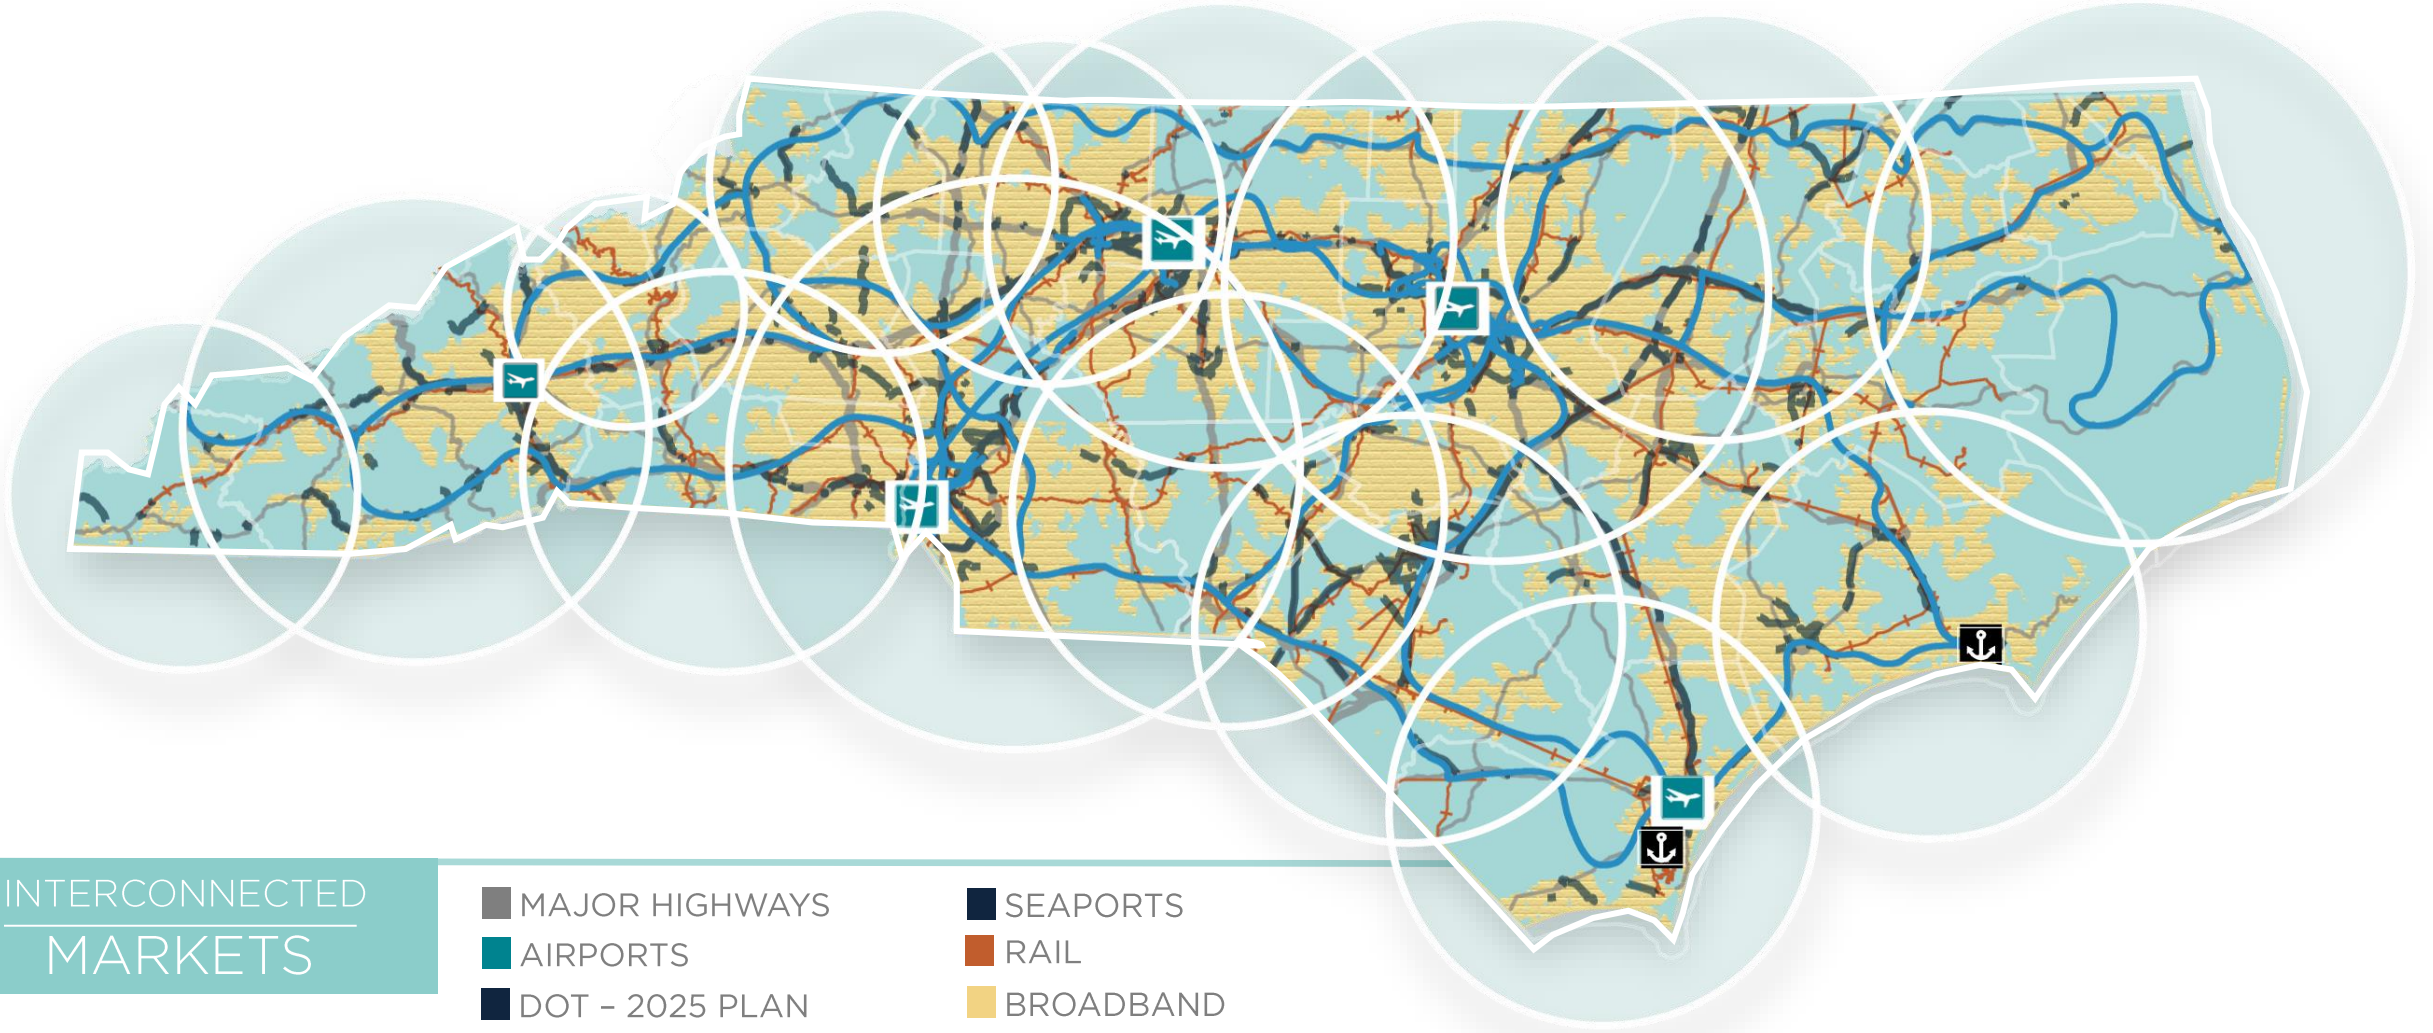 INTERCONNECTED
MARKETS
MAJOR HIGHWAYS
AIRPORTS
DOT – 2025 PLAN
SEAPORTS
RAIL
BROADBAND